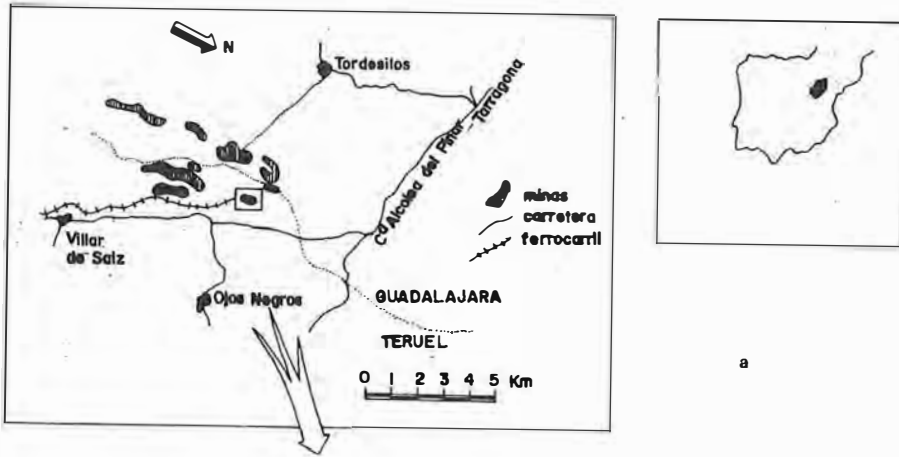 N
Tordesilos
Cª Alcolea del Pinar - Tarragona
minas
carretera
ferrocarril
Villar
de Salz
Ojos Negros
GUADALAJARA
TERUEL
0 1 2 3 4 5 Km
a